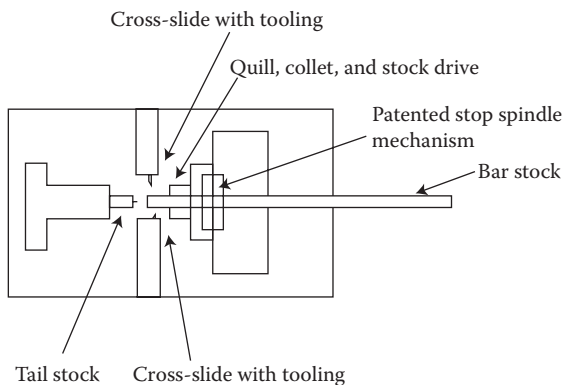 Cross-slide with tooling
Quill, collet, and stock drive
Patented stop spindle
mechanism
Bar stock
Tail stock
Cross-slide with tooling